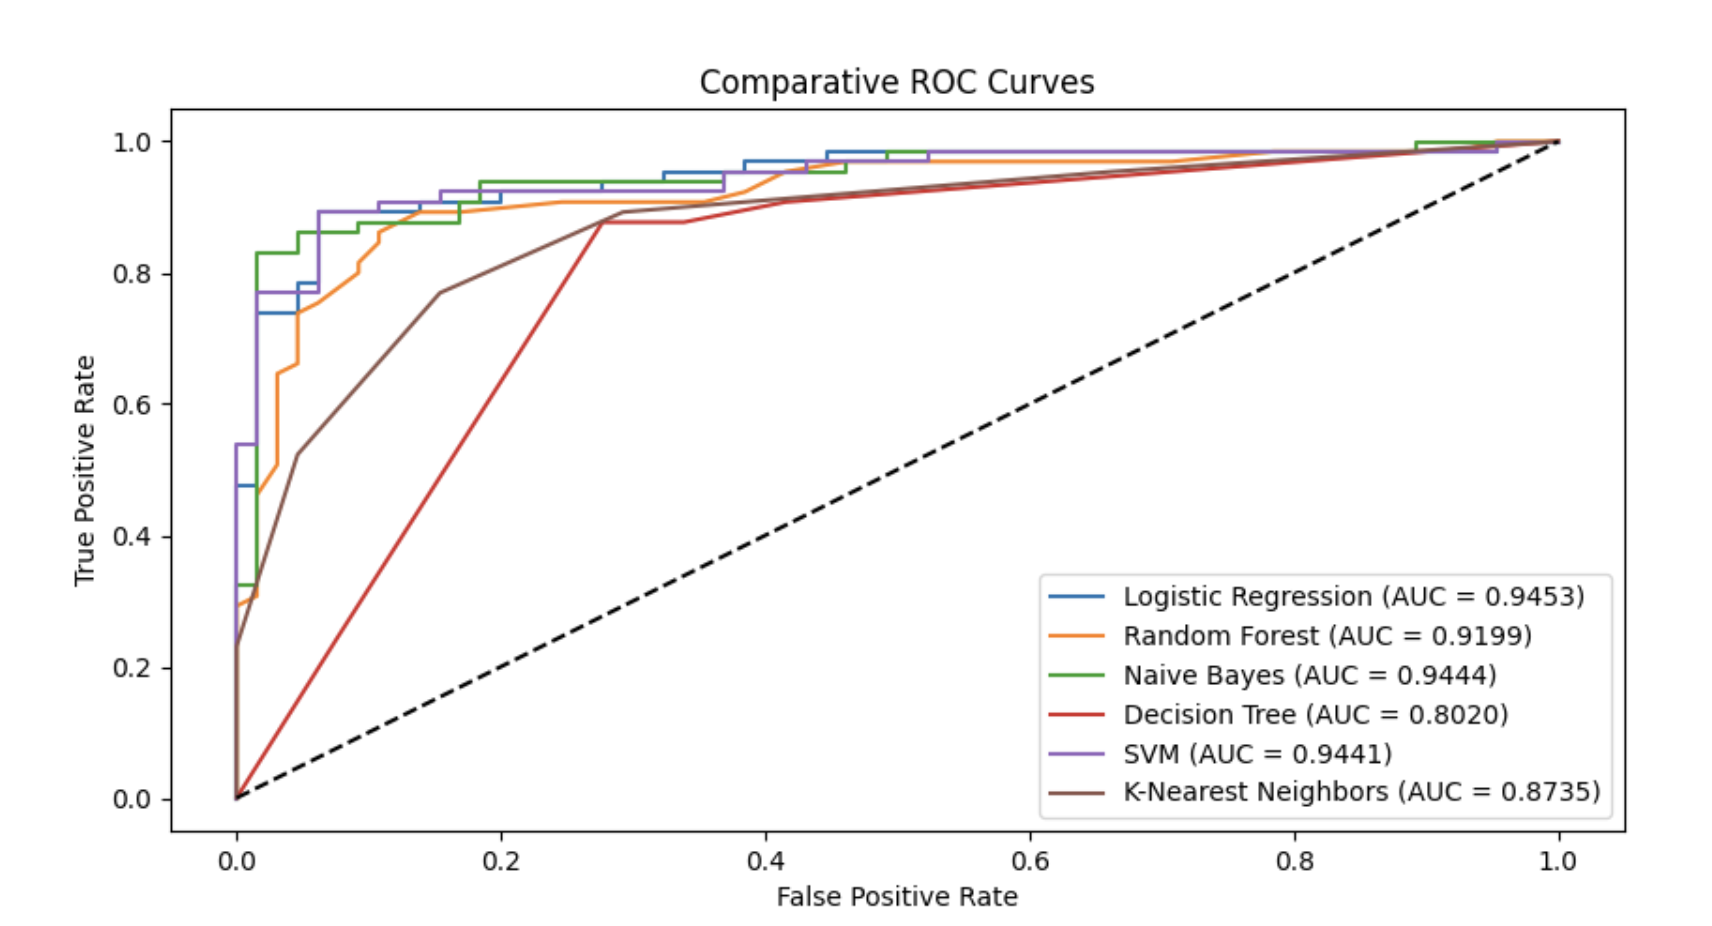 Comparative ROC Curves
True Positive Rate
1.0
0.8
0.6
0.4
0.2
0.0
Logistic Regression (AUC = 0.9453)
Random Forest (AUC = 0.9199)
Naive Bayes (AUC = 0.9444)
Decision Tree (AUC = 0.8020)
SVM (AUC = 0.9441)
K-Nearest Neighbors (AUC = 0.8735)
0.0 0.2 0.4 0.6 0.8 1.0
False Positive Rate